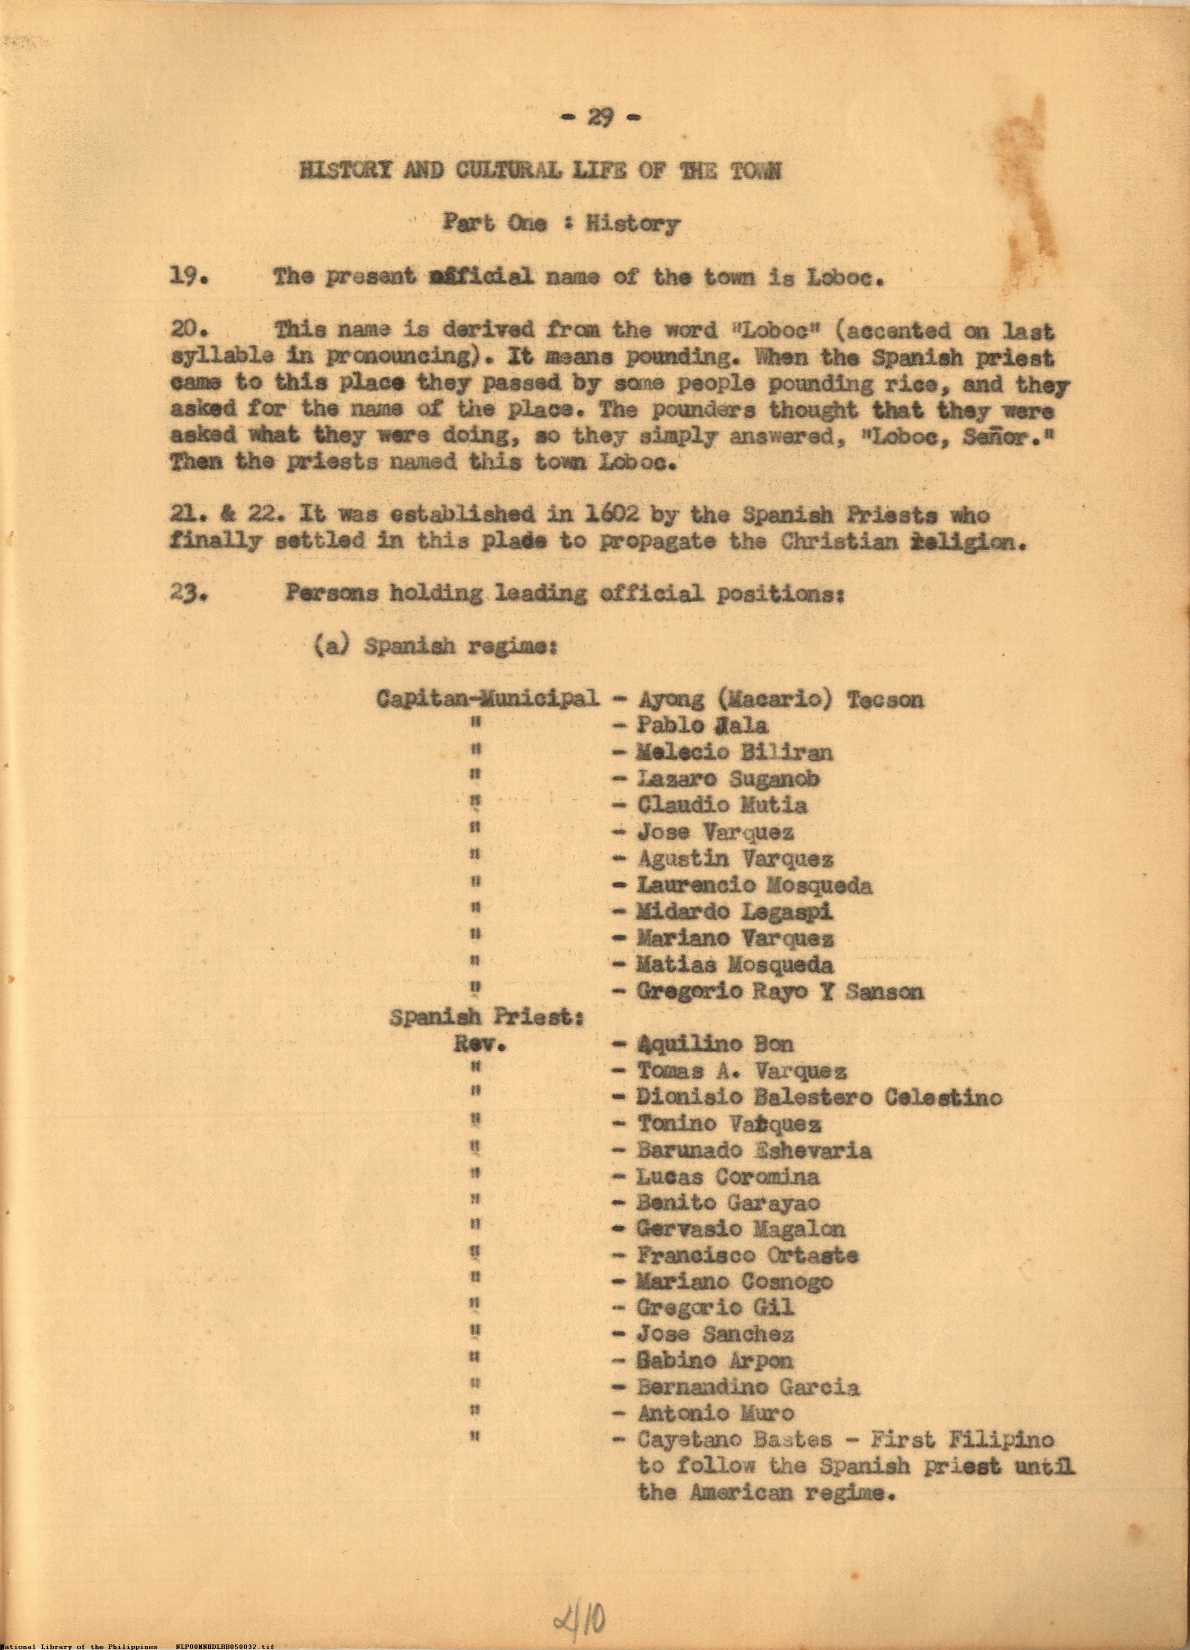 - 29 -
HISTORY AND CULTURAL LIFE OF THE TOWN
Part One : History
19. The present official name of the town is Loboc.
20. This name is derived from the word "Loboc" (accented on last
syllable in pronouncing). It means pounding. When the Spanish priest
came to this place they passed by some people pounding rice, and they
asked for the name of the place. The pounders thought that they were
asked what they were doing, so they simply answered, "Loboc, Señor."
Then the priests named this town Loboc.
21. & 22. It was established in 1602 by the Spanish Priests who
finally settled in this place to propagate the Christian religion.
23. Persons holding leading official positions:
(a) Spanish regime:
Capitan-Municipal - Ayong (Macario) Tecson
" - Pablo Jala
" - Melecio Biliran
" - Lazaro Suganob
" - Claudio Mutia
" - Jose Varquez
" - Agustin Varquez
" - Laurencio Mosqueda
" - Midardo Legaspi
" - Mariano Varquez
" - Matias Mosqueda
" - Gregorio Rayo Y Sanson
Spanish Priest:
Rev. - Aquilino Bon
" - Tomas A. Varquez
" - Dionisio Balestero Celestino
" - Tonino Varquez
" - Barunado Eshevaria
" - Lucas Coromina
" - Benito Garayao
" - Gervasio Magalon
" - Francisco Ortaste
" - Mariano Cosnogo
" - Gregorio Gil
" - Jose Sanchez
" - Sabino Arpon
" - Bernandino Garcia
" - Antonio Muro
" - Cayetano Bastes - First Filipino
to follow the Spanish priest until
the American regime.
410
National Library of the Philippines NLPOOMNBDLHB050032.tif